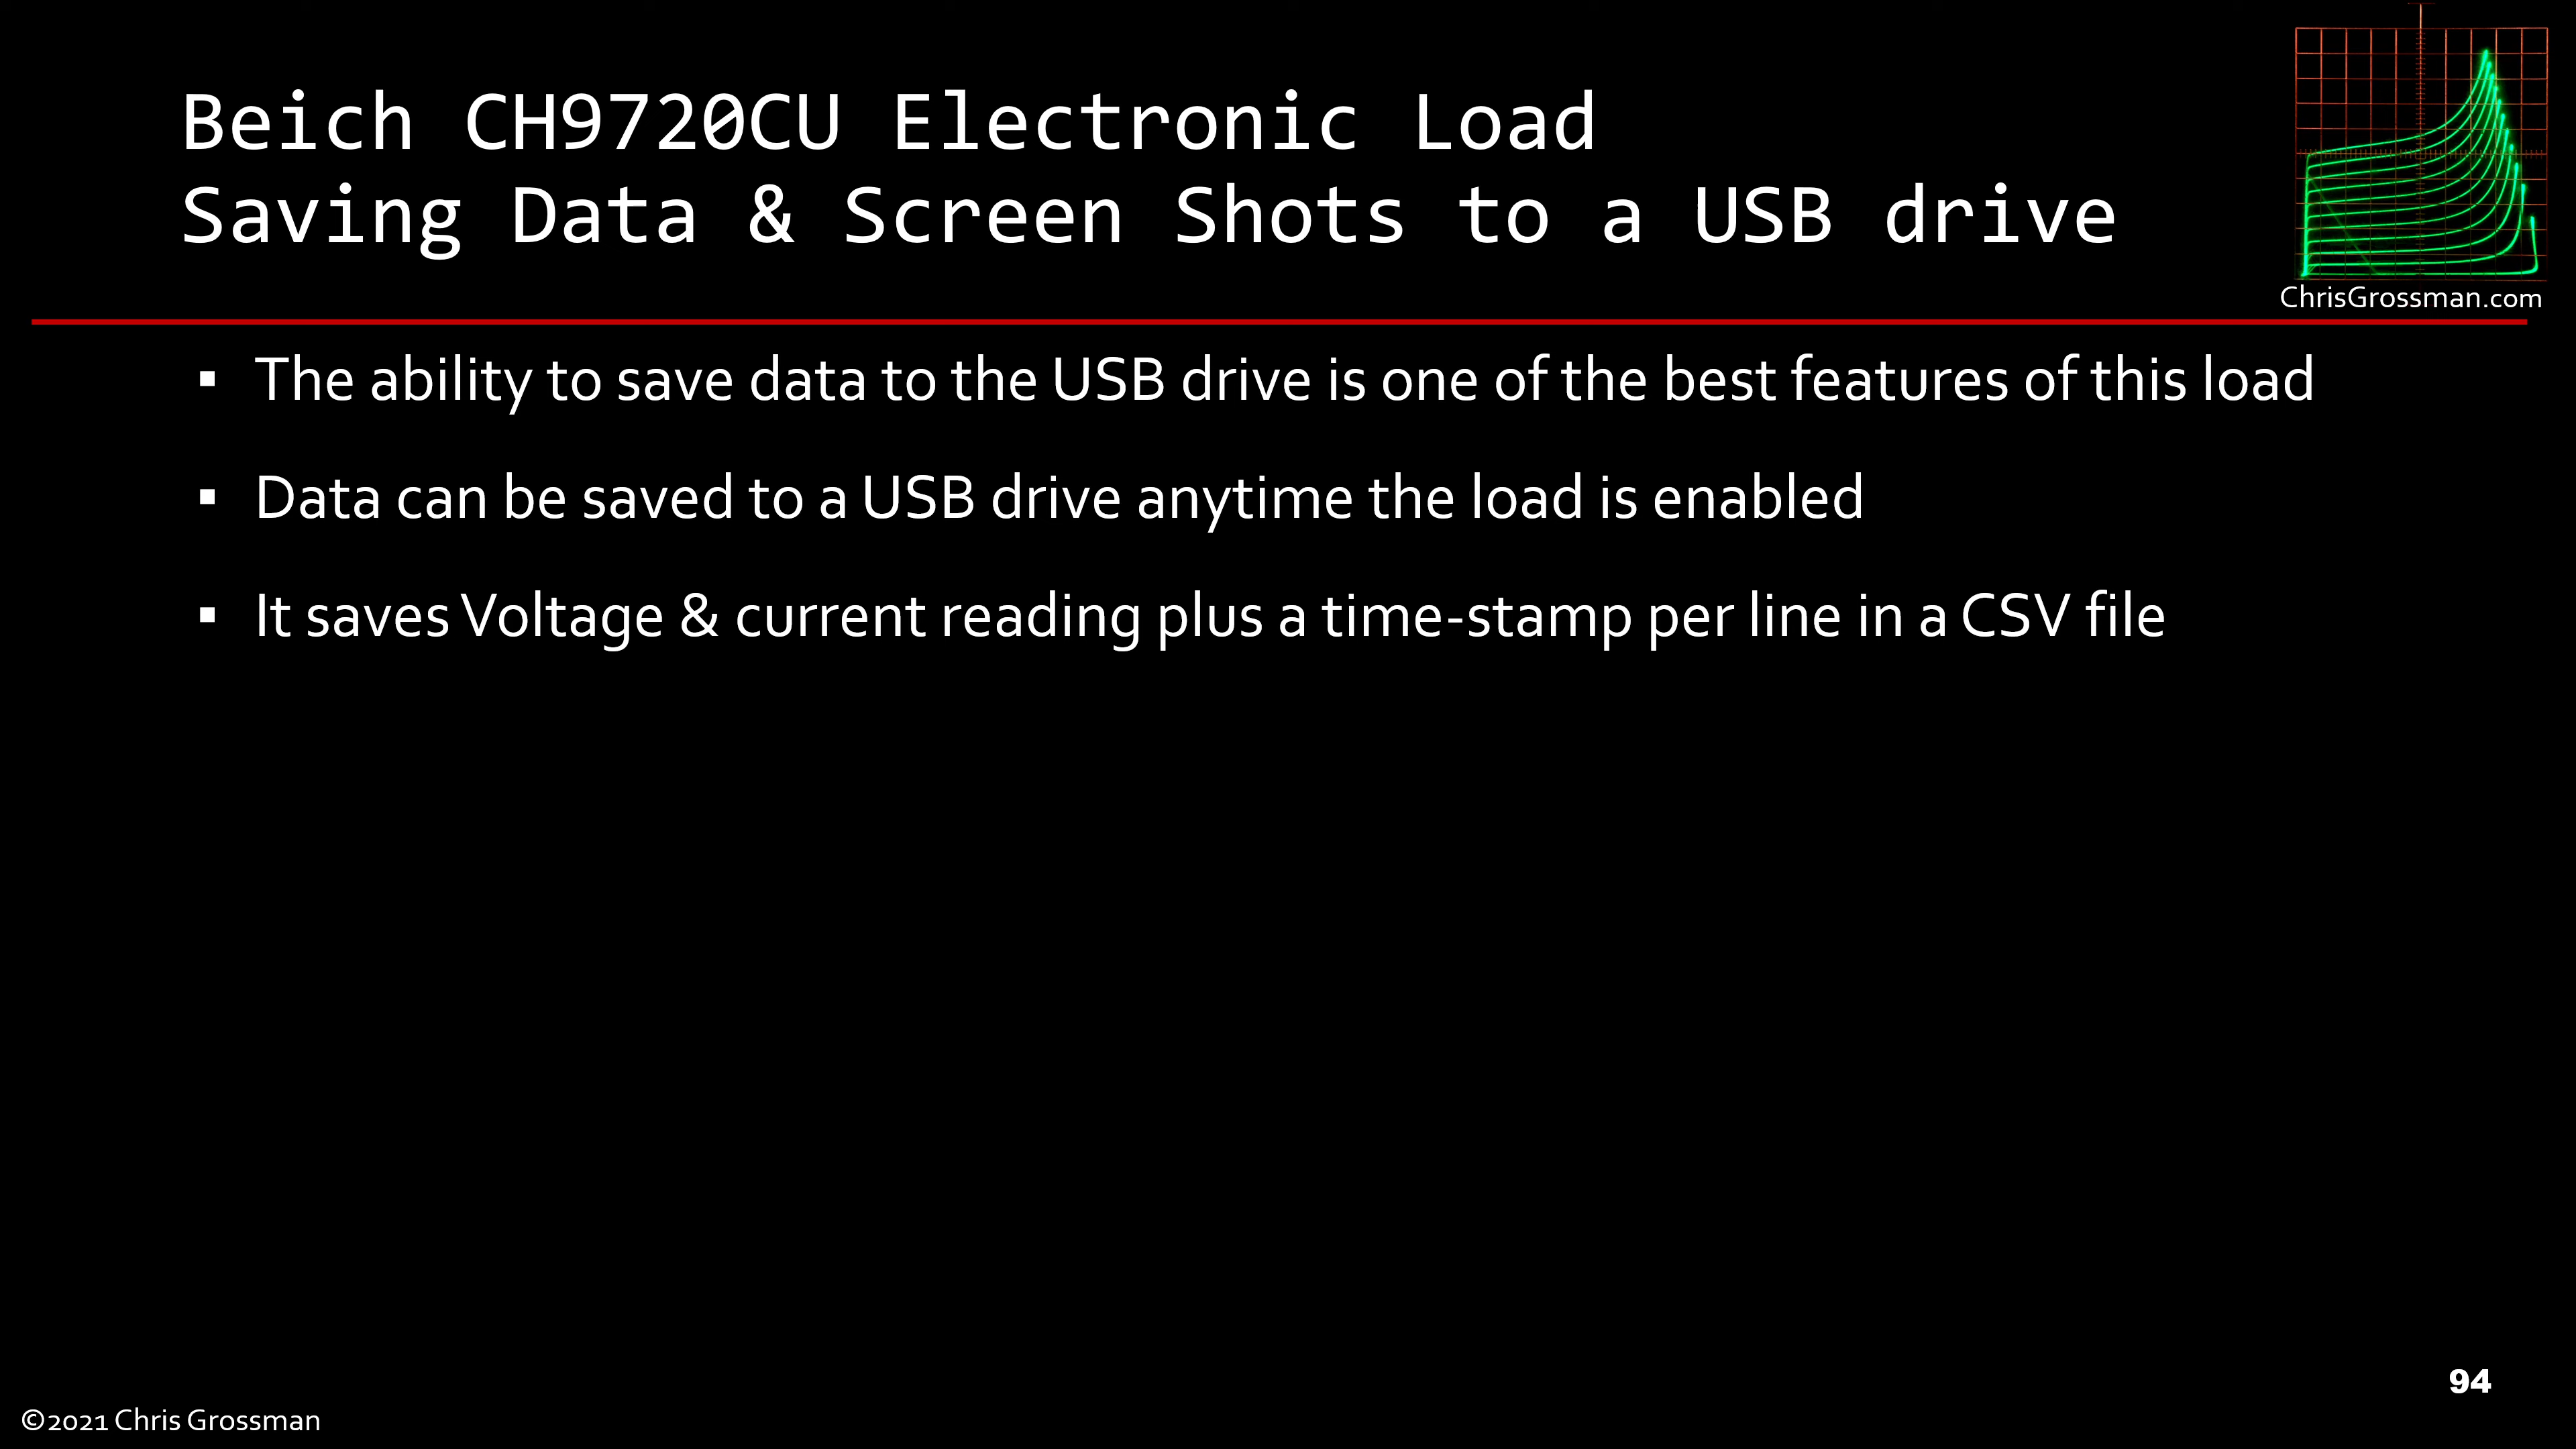 Beich CH9720CU Electronic Load
Saving Data & Screen Shots to a USB drive
ChrisGrossman.com
▪ The ability to save data to the USB drive is one of the best features of this load
▪ Data can be saved to a USB drive anytime the load is enabled
▪ It saves Voltage & current reading plus a time-stamp per line in a CSV file
94
©2021 Chris Grossman